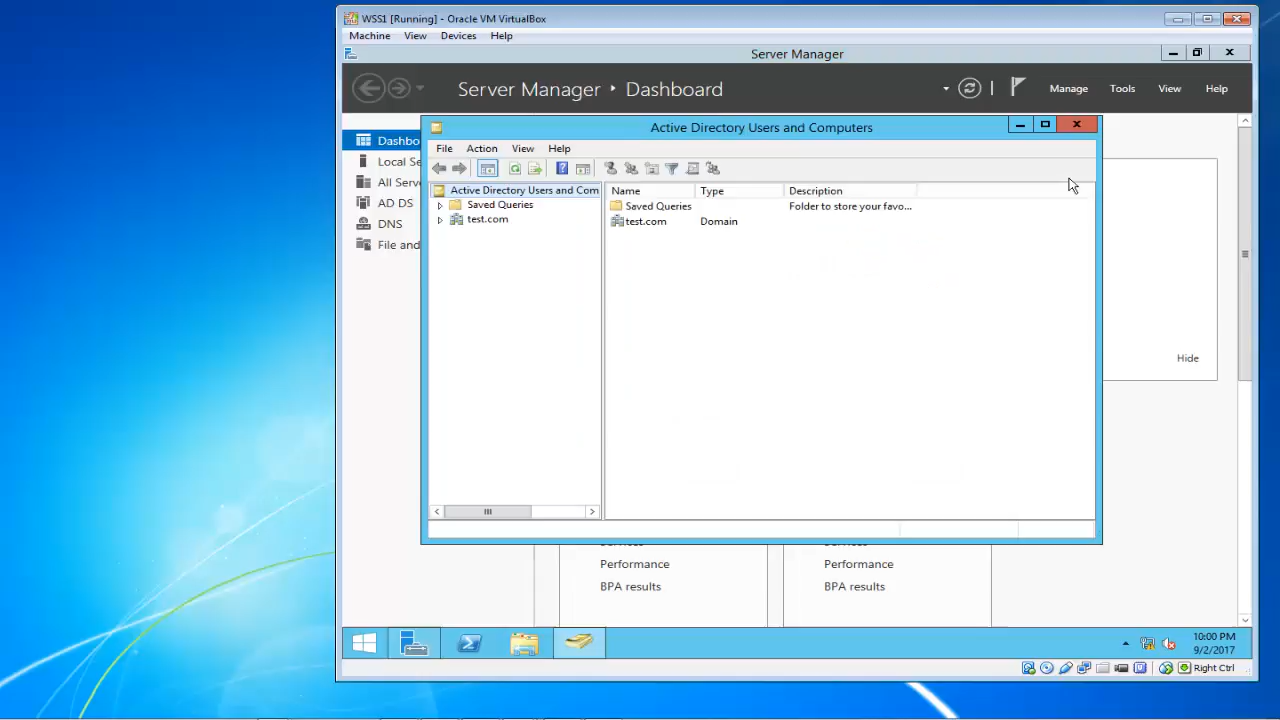 WSS1 [Running] - Oracle VM VirtualBox
Machine View Devices Help
Server Manager
Server Manager ‣ Dashboard
Manage Tools View Help
Active Directory Users and Computers
Dashbo
File Action View Help
Local Se
All Serve
AD DS
DNS
File and
Active Directory Users and Com
Saved Queries
test.com
Name Type Description
Saved Queries Folder to store your favo...
test.com Domain
Hide
Performance Performance
BPA results BPA results
10:00 PM
9/2/2017
Right Ctrl